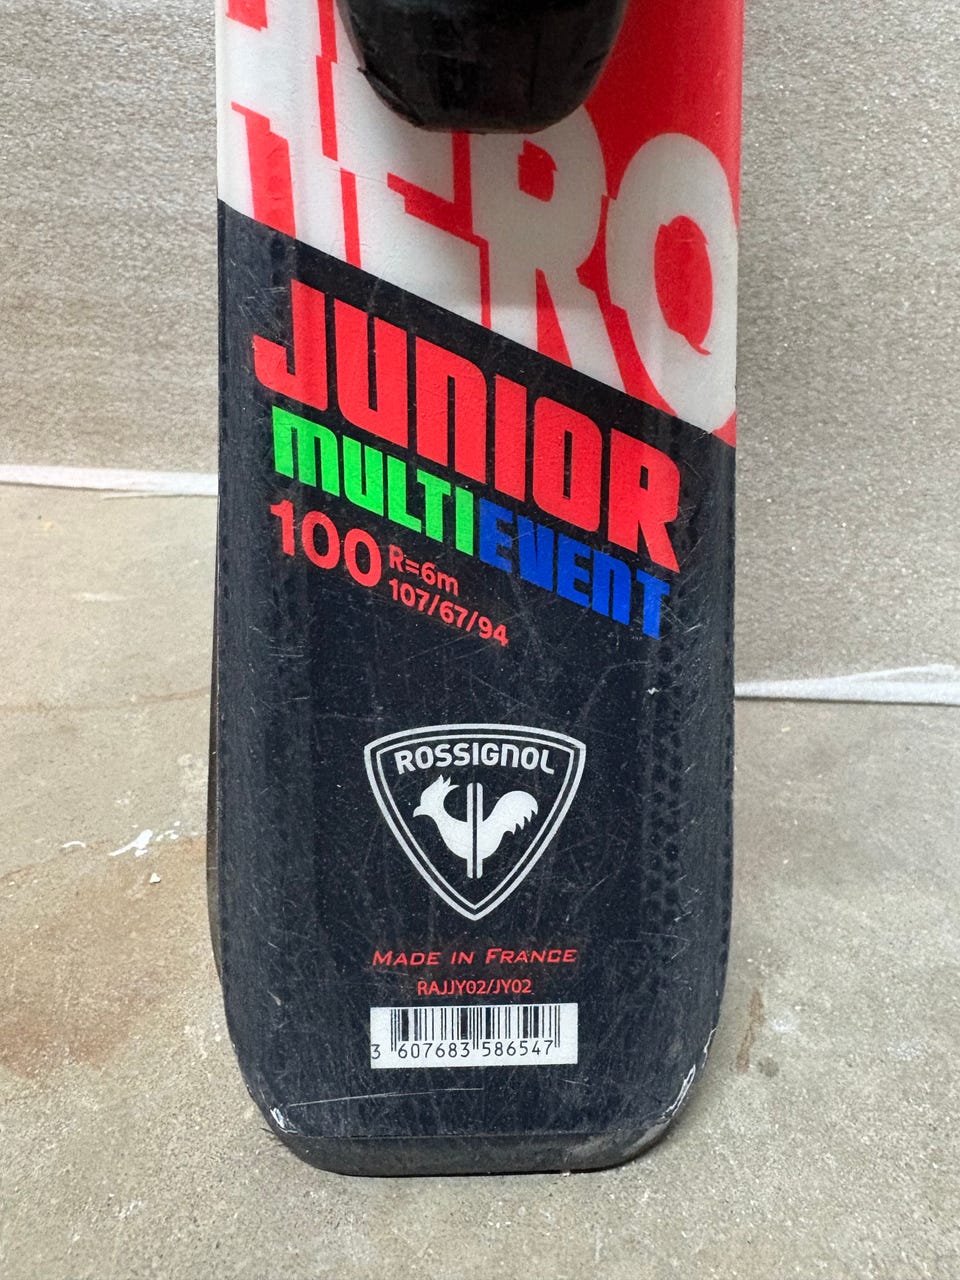 HERO
JUNIOR
MULTIEVENT
100 R=6m
107/67/94
ROSSIGNOL
MADE IN FRANCE
RAJJY02/JY02
3 607683 586547